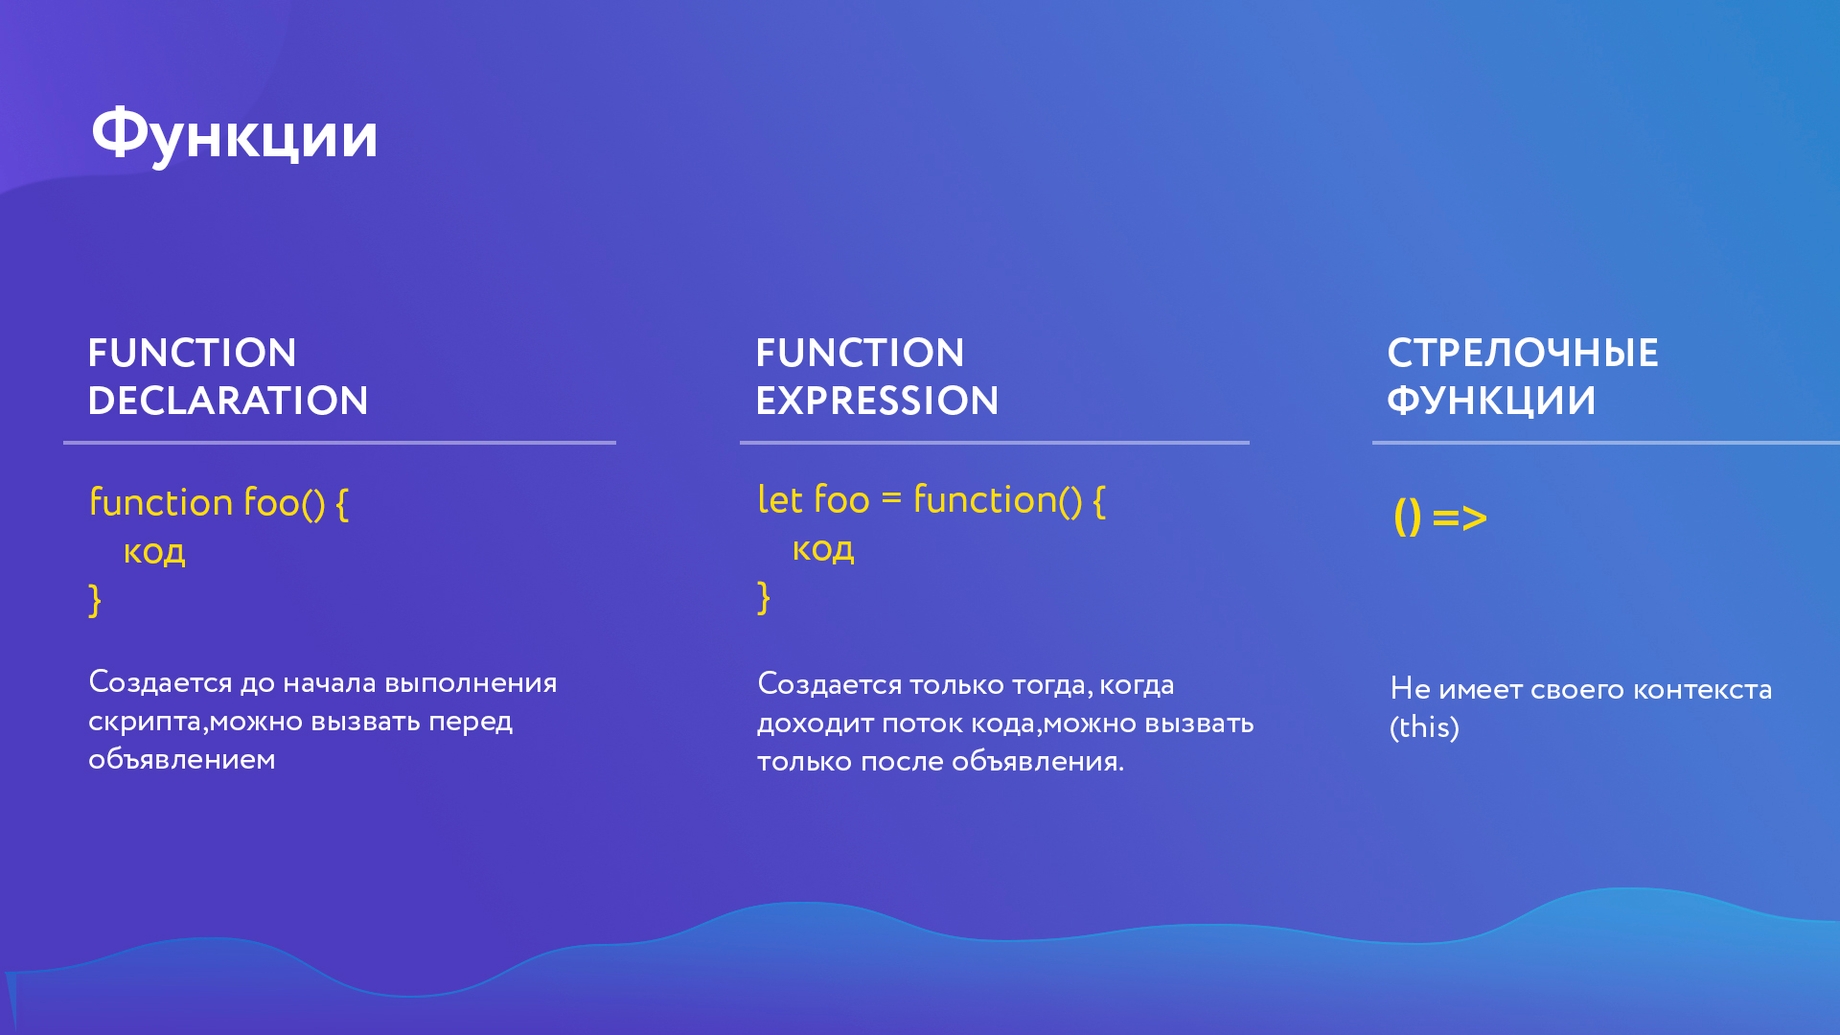 Функции
FUNCTION
DECLARATION
function foo() {
код
}
Создается до начала выполнения
скрипта,можно вызвать перед
объявлением
FUNCTION
EXPRESSION
let foo = function() {
код
}
Создается только тогда, когда
доходит поток кода,можно вызвать
только после объявления.
СТРЕЛОЧНЫЕ
ФУНКЦИИ
() =>
Не имеет своего контекста
(this)